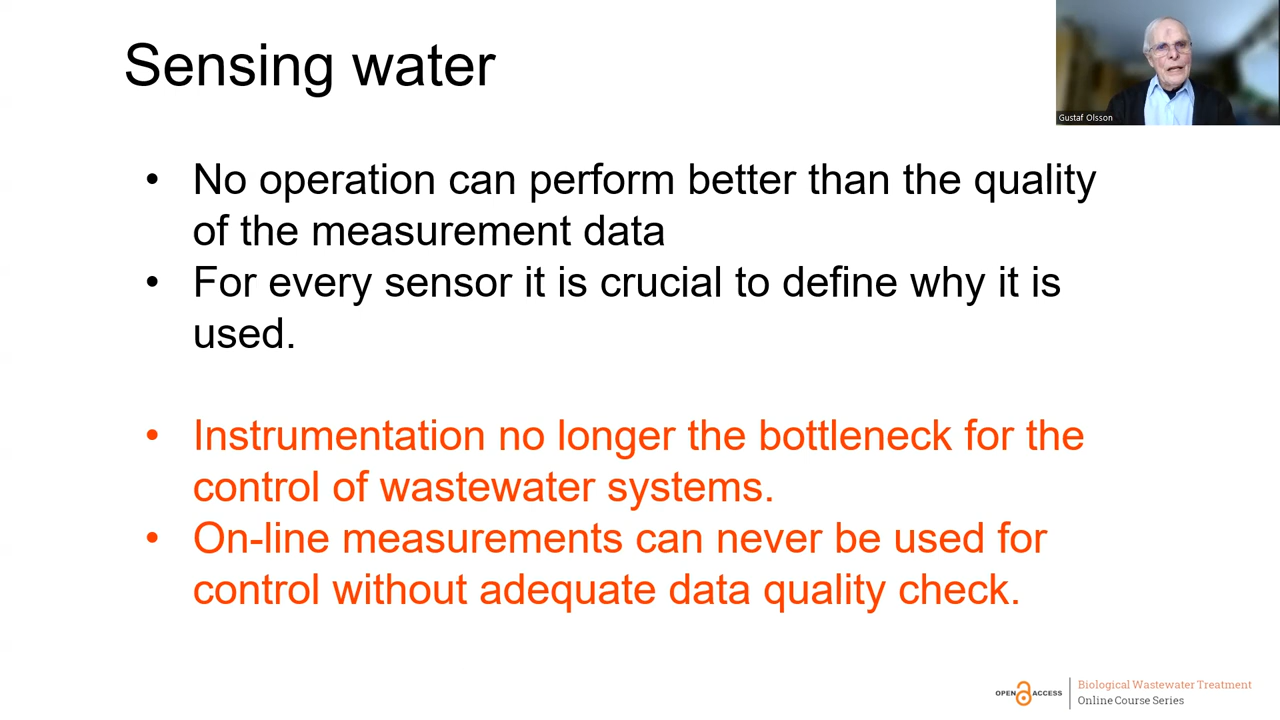 Sensing water
Gustaf Olsson
• No operation can perform better than the quality
of the measurement data
• For every sensor it is crucial to define why it is
used.
• Instrumentation no longer the bottleneck for the
control of wastewater systems.
• On-line measurements can never be used for
control without adequate data quality check.
OPEN ACCESS
Biological Wastewater Treatment
Online Course Series